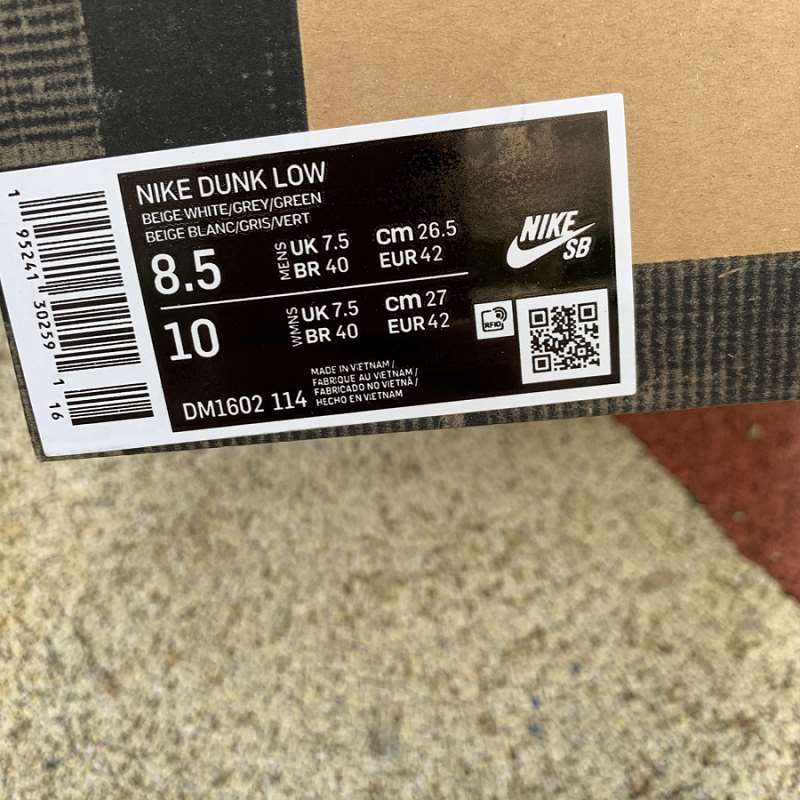 NIKE DUNK LOW
BEIGE WHITE/GREY/GREEN
BEIGE BLANC/GRIS/VERT
8.5 MENS UK 7.5 cm 26.5
BR 40 EUR 42
10 WMNS UK 7.5 cm 27
BR 40 EUR 42
DM1602 114
MADE IN VIETNAM /
FABRIQUE AU VIETNAM /
FABRICADO NO VIETNÃ /
HECHO EN VIETNAM
NIKE
SB
RFID
1 95241 30259 1 16